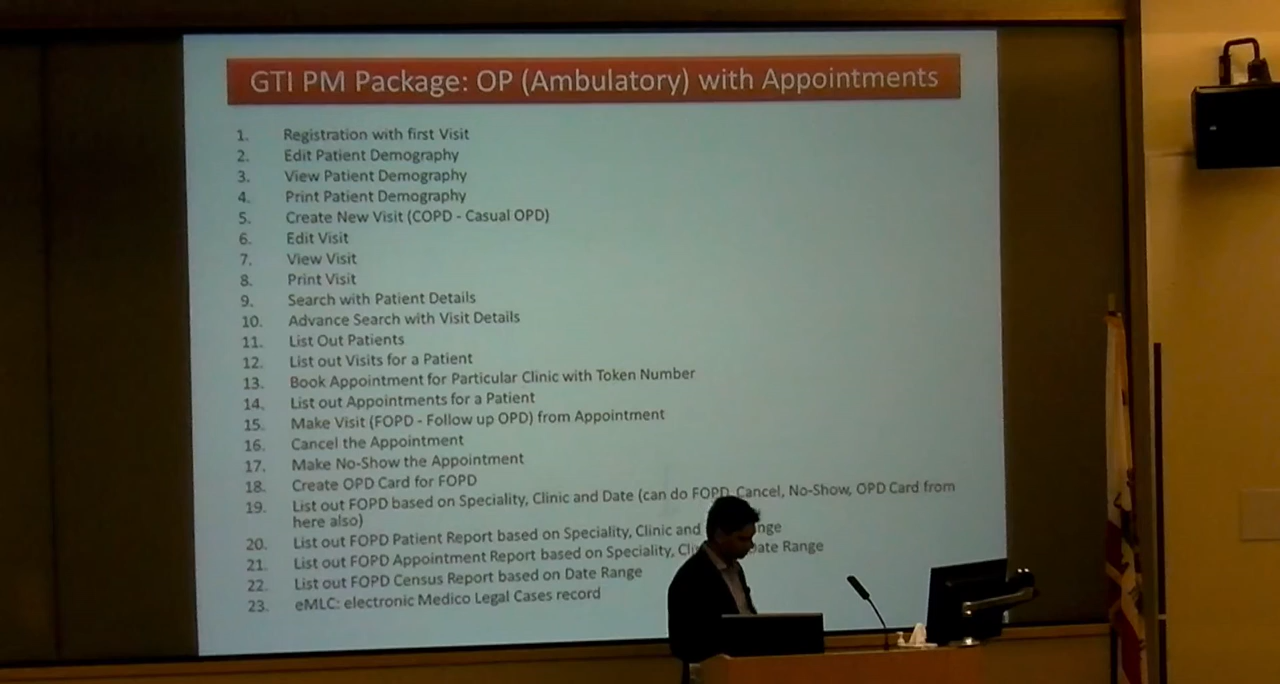 GTI PM Package: OP (Ambulatory) with Appointments
1. Registration with first Visit
2. Edit Patient Demography
3. View Patient Demography
4. Print Patient Demography
5. Create New Visit (COPD - Casual OPD)
6. Edit Visit
7. View Visit
8. Print Visit
9. Search with Patient Details
10. Advance Search with Visit Details
11. List Out Patients
12. List out Visits for a Patient
13. Book Appointment for Particular Clinic with Token Number
14. List out Appointments for a Patient
15. Make Visit (FOPD - Follow up OPD) from Appointment
16. Cancel the Appointment
17. Make No-Show the Appointment
18. Create OPD Card for FOPD
19. List out FOPD based on Speciality, Clinic and Date (can do FOPD, Cancel, No-Show, OPD Card from
here also)
20. List out FOPD Patient Report based on Speciality, Clinic and
21. List out FOPD Appointment Report based on Speciality, Range
22. List out FOPD Census Report based on Date Range
23. eMLC: electronic Medico Legal Cases record